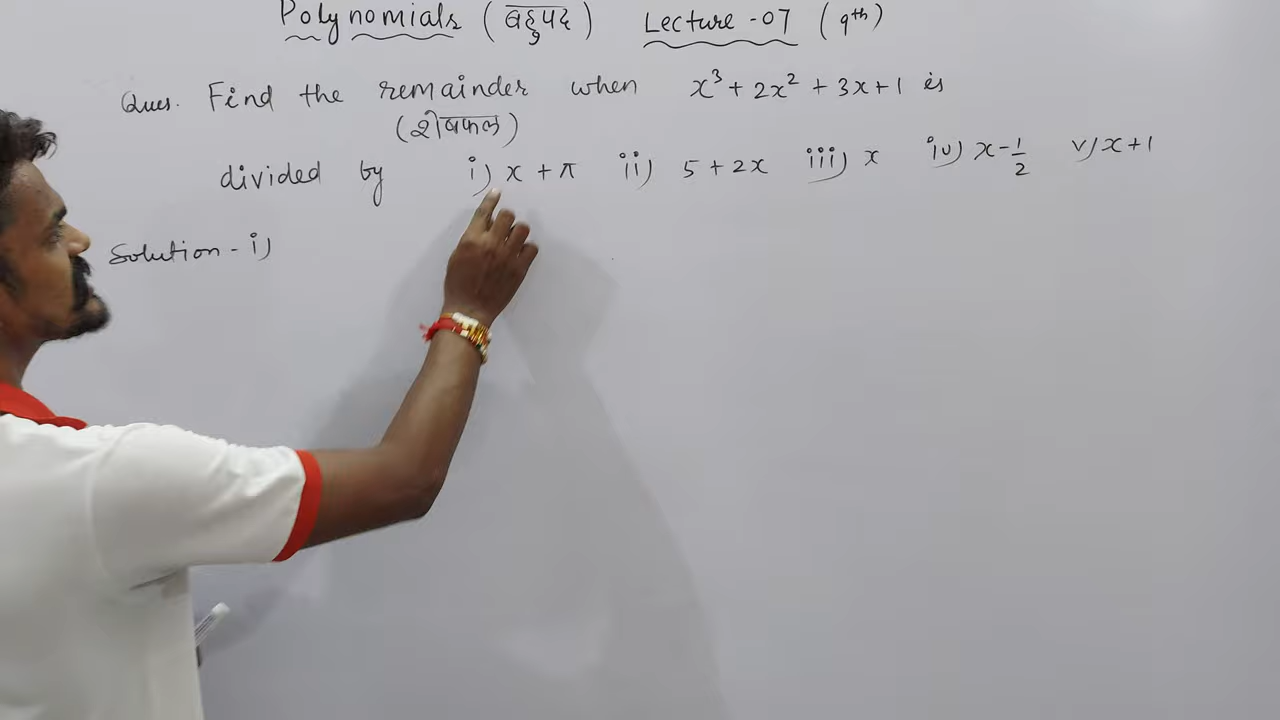 Polynomials (बहुपद) Lecture -07 (9th)
Ques. Find the remainder when x³ + 2x² + 3x + 1 is
(शेषफल)
divided by i) x + π ii) 5 + 2x iii) x iv) x - 1/2 v) x + 1
Solution - i)